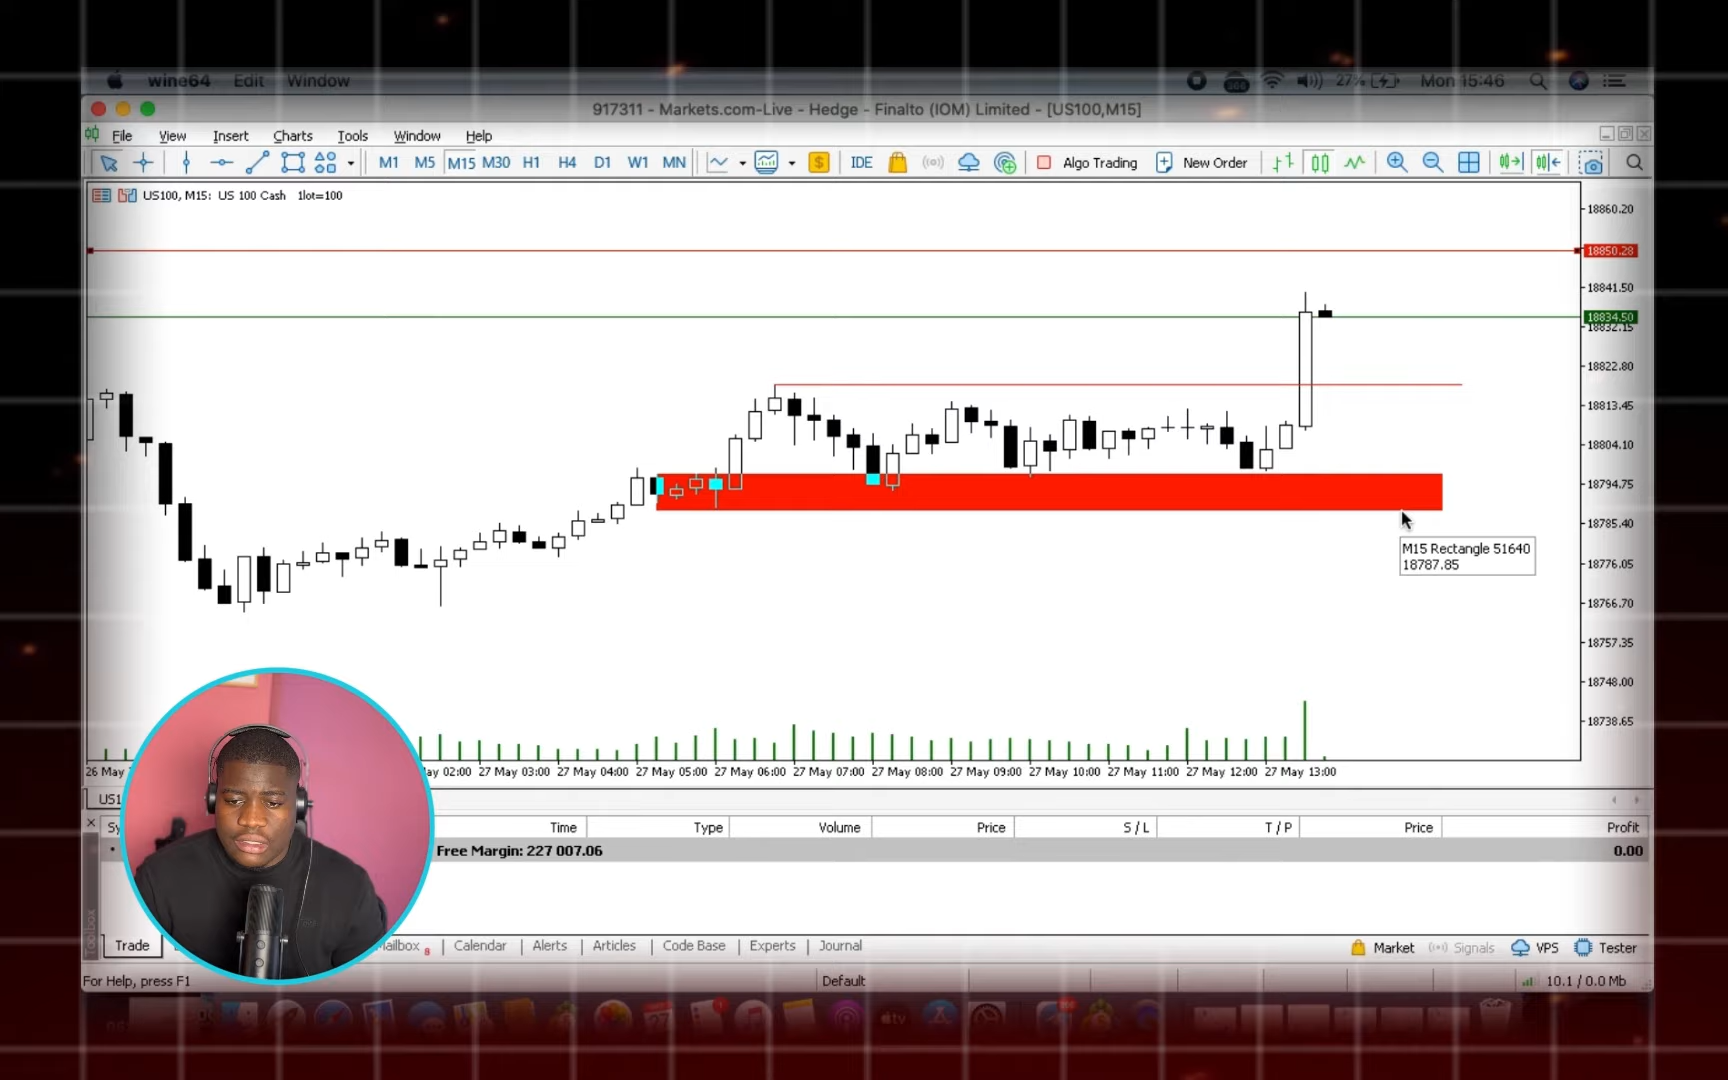 wine64 Edit Window 27% Mon 15:46
917311 - Markets.com-Live - Hedge - Finalto (IOM) Limited - [US100,M15]
File View Insert Charts Tools Window Help
M1 M5 M15 M30 H1 H4 D1 W1 MN IDE Algo Trading New Order
US100, M15: US 100 Cash 1lot=100
18860.20
18850.28
18841.50
18834.50
18832.15
18822.80
18813.45
18804.10
18794.75
18785.40
M15 Rectangle 51640
18787.85
18776.05
18766.70
18757.35
18748.00
18738.65
26 May 02:00 27 May 03:00 27 May 04:00 27 May 05:00 27 May 06:00 27 May 07:00 27 May 08:00 27 May 09:00 27 May 10:00 27 May 11:00 27 May 12:00 27 May 13:00
US1
Sy Time Type Volume Price S / L T / P Price Profit
Free Margin: 227 007.06 0.00
Toolbox
Trade Calendar Alerts Articles Code Base Experts Journal Market Signals VPS Tester
For Help, press F1 Default 10.1 / 0.0 Mb